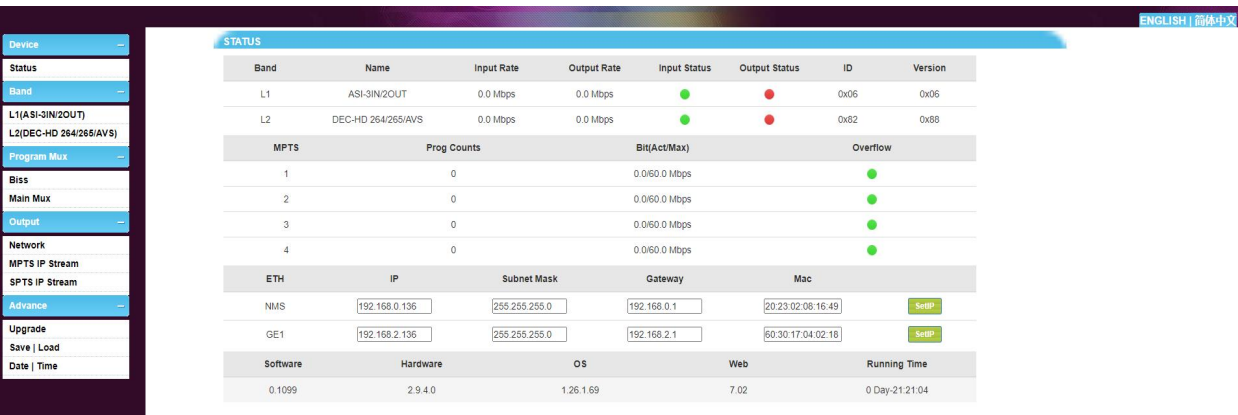 ENGLISH | 简体中文
Device
Status
Band
L1(ASI-3IN/2OUT)
L2(DEC-HD 264/265/AVS)
Program Mux
Biss
Main Mux
Output
Network
MPTS IP Stream
SPTS IP Stream
Advance
Upgrade
Save | Load
Date | Time
STATUS
Band Name Input Rate Output Rate Input Status Output Status ID Version
L1 ASI-3IN/2OUT 0.0 Mbps 0.0 Mbps 0x06 0x06
L2 DEC-HD 264/265/AVS 0.0 Mbps 0.0 Mbps 0x82 0x88
MPTS Prog Counts Bit(Act/Max) Overflow
1 0 0.0/60.0 Mbps
2 0 0.0/60.0 Mbps
3 0 0.0/60.0 Mbps
4 0 0.0/60.0 Mbps
ETH IP Subnet Mask Gateway Mac
NMS 192.168.0.136 255.255.255.0 192.168.0.1 20:23:02:08:16:49 SetIP
GE1 192.168.2.136 255.255.255.0 192.168.2.1 60:30:17:04:02:18 SetIP
Software Hardware OS Web Running Time
0.1099 2.9.4.0 1.26.1.69 7.02 0 Day-21:21:04